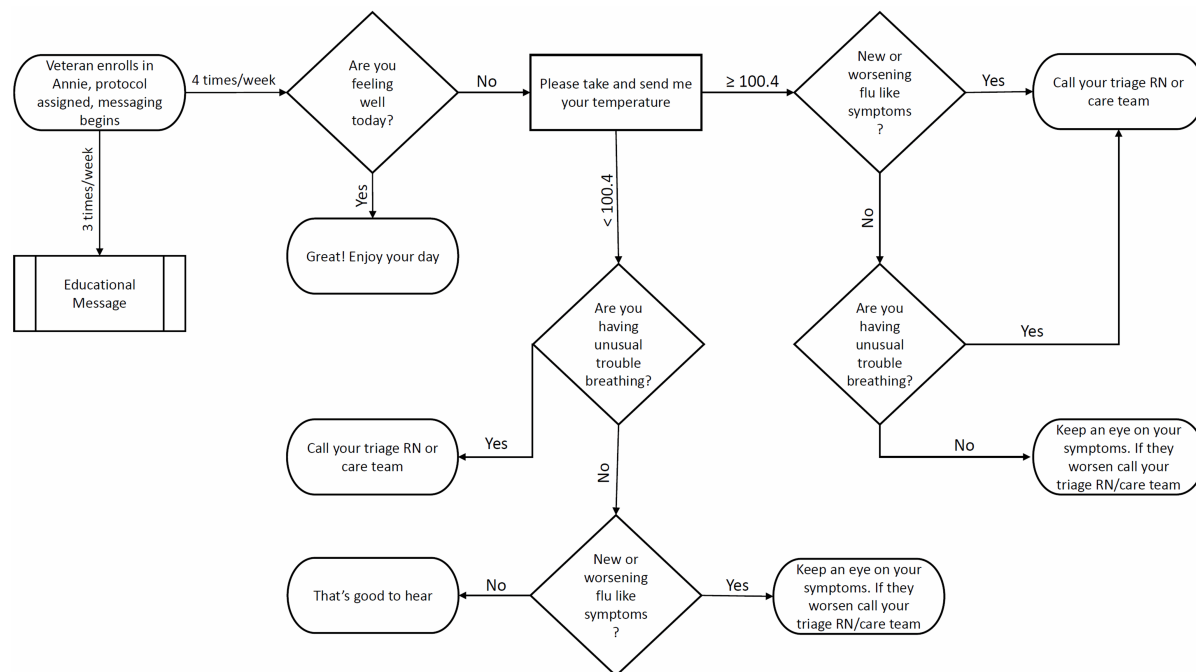 Veteran enrolls in
Annie, protocol
assigned, messaging
begins
4 times/week
3 times/week
Educational
Message
Are you
feeling
well
today?
No
Yes
Great! Enjoy your day
Please take and send me
your temperature
≥ 100.4
< 100.4
New or
worsening
flu like
symptoms
?
Yes
Call your triage RN or
care team
No
Are you
having
unusual
trouble
breathing?
Yes
No
Keep an eye on your
symptoms. If they
worsen call your
triage RN/care team
Are you
having
unusual
trouble
breathing?
Yes
Call your triage RN or
care team
No
New or
worsening
flu like
symptoms
?
No
That's good to hear
Yes
Keep an eye on your
symptoms. If they
worsen call your
triage RN/care team